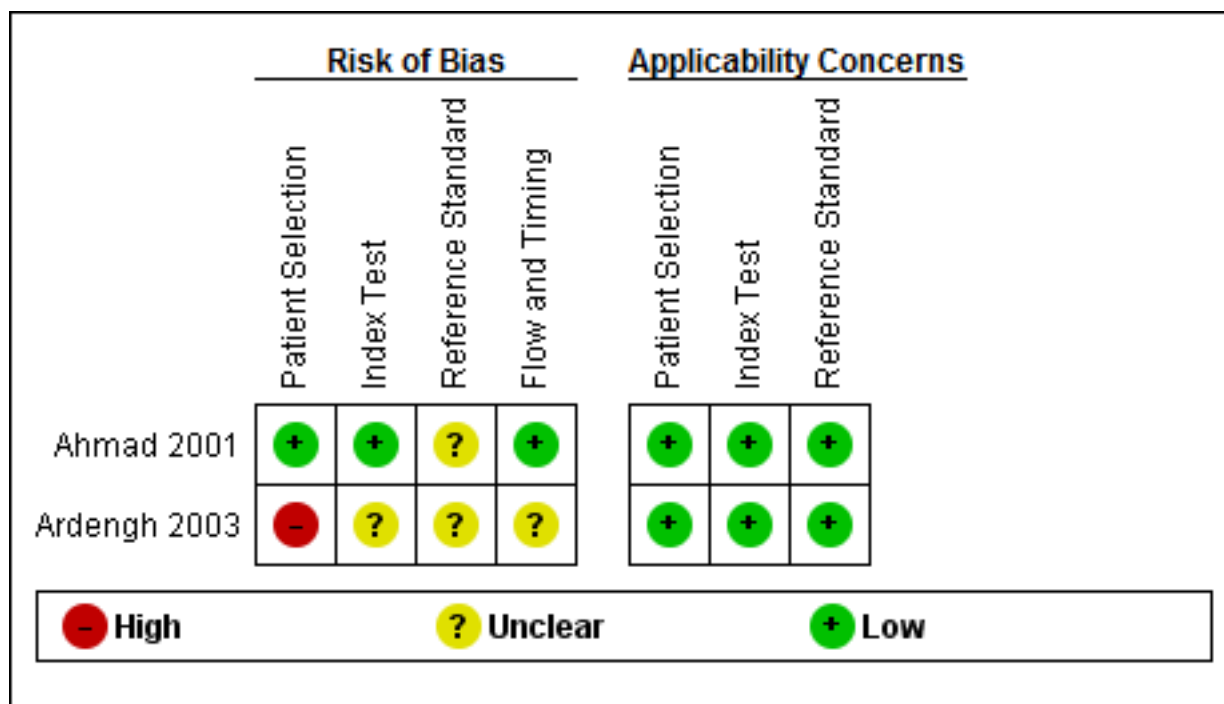 Risk of Bias Applicability Concerns
Patient Selection
Index Test
Reference Standard
Flow and Timing
Patient Selection
Index Test
Reference Standard
Ahmad 2001 + + ? + + + +
Ardengh 2003 - ? ? ? + + +
- High ? Unclear + Low